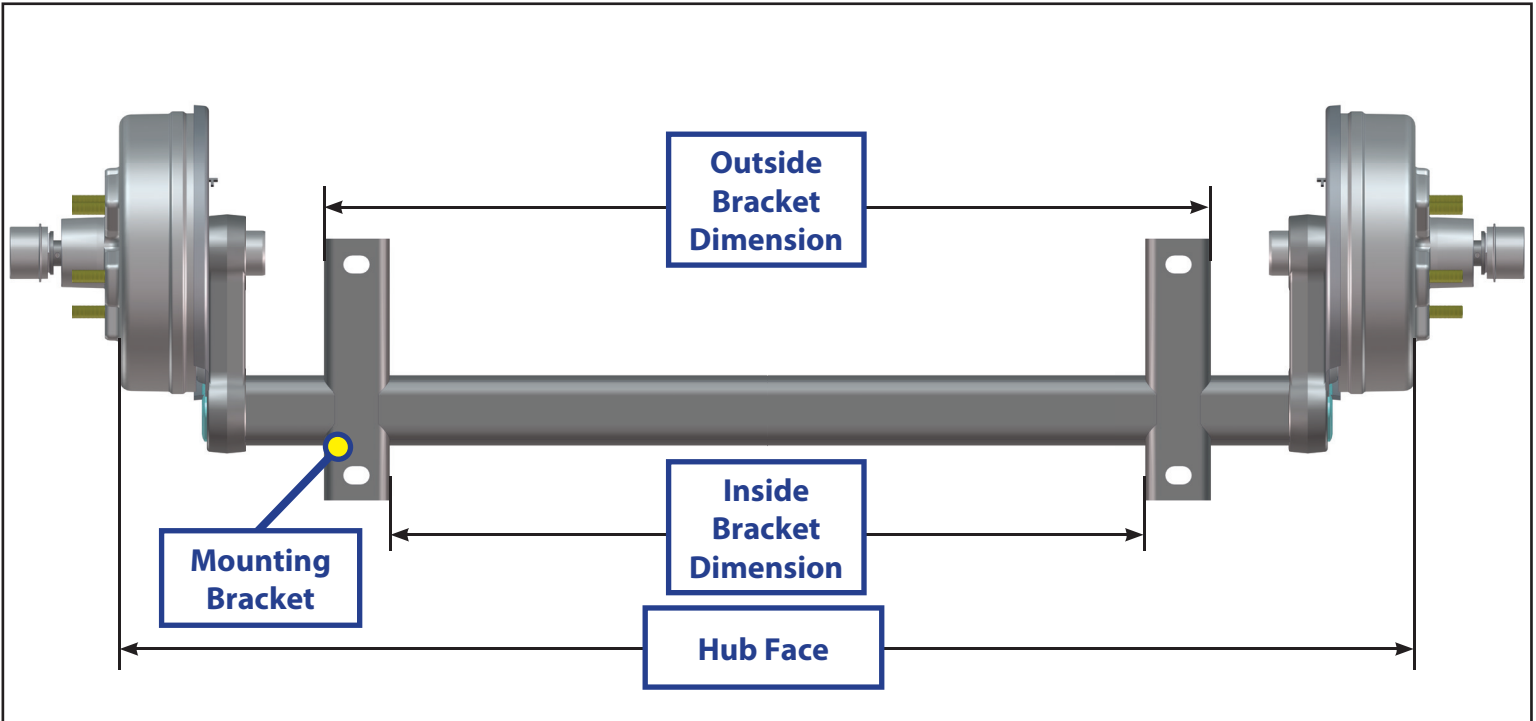 Outside
Bracket
Dimension
Inside
Bracket
Dimension
Mounting
Bracket
Hub Face